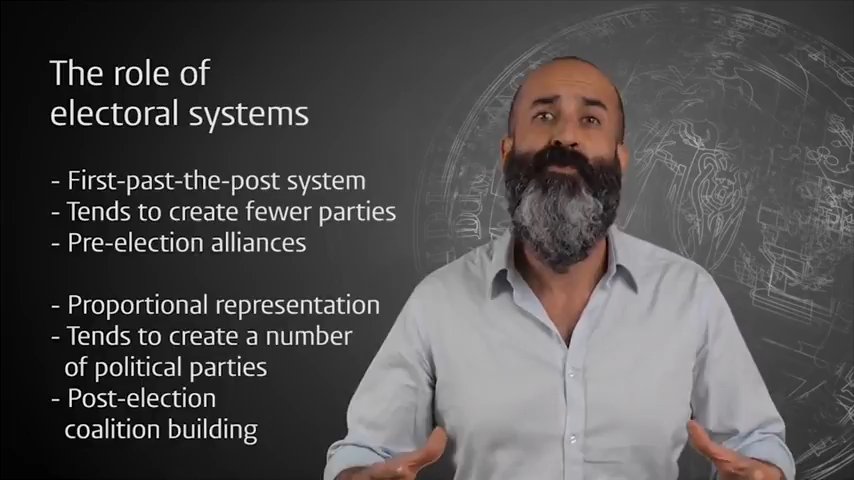 The role of
electoral systems
- First-past-the-post system
- Tends to create fewer parties
- Pre-election alliances
- Proportional representation
- Tends to create a number
of political parties
- Post-election
coalition building